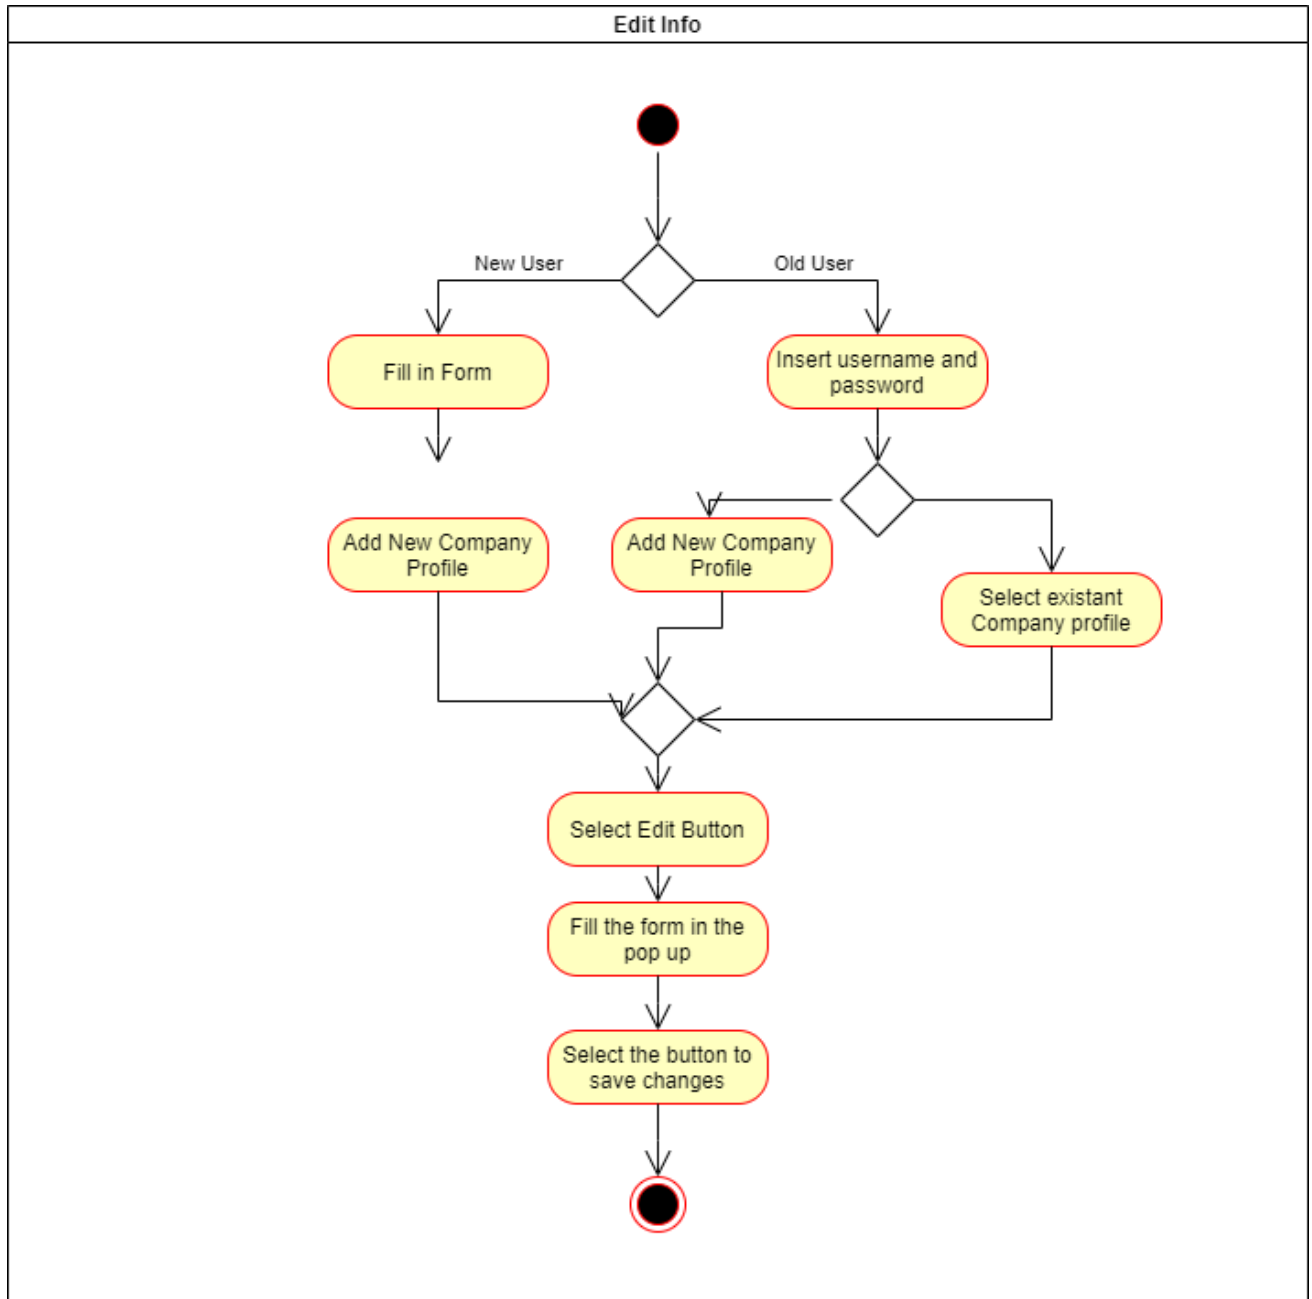 Edit Info
New User
Old User
Fill in Form
Insert username and
password
Add New Company
Profile
Add New Company
Profile
Select existant
Company profile
Select Edit Button
Fill the form in the
pop up
Select the button to
save changes